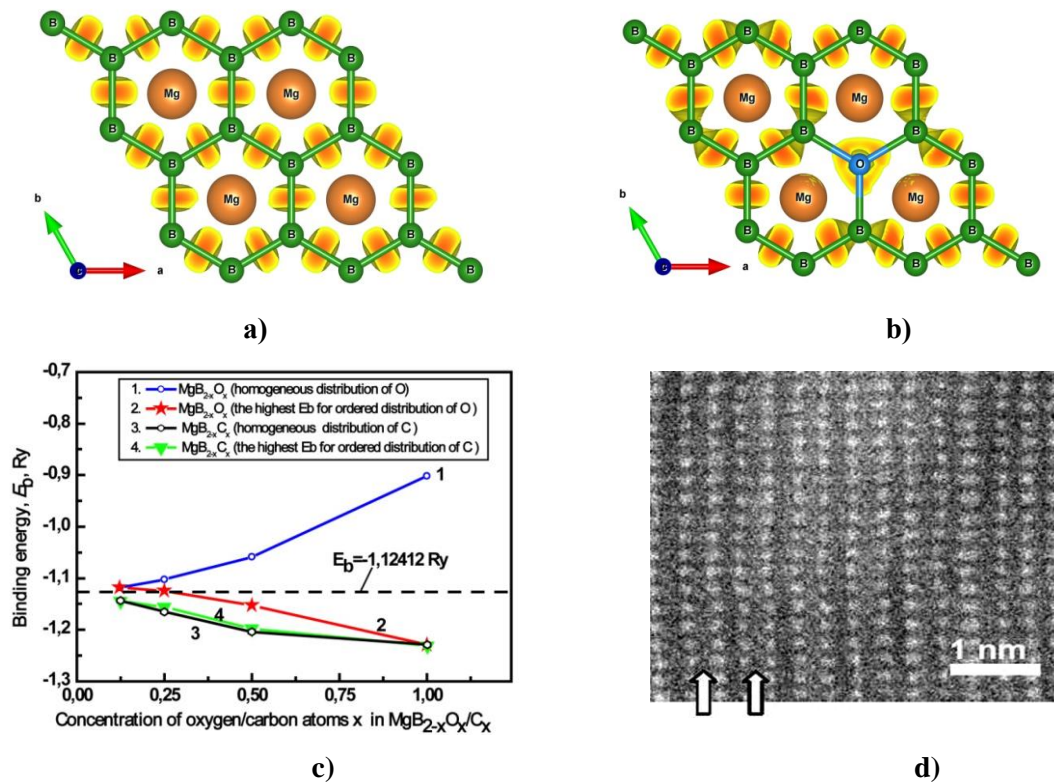 B B B
B B B
Mg Mg
B B B
B B B
Mg Mg
b
B B B
B B B
c a
a)
B B B
B B B
Mg Mg
B B B
B O B
Mg Mg
b
B B B
B B B
c a
b)
-0,7
-0,8
-0,9
-1,0
-1,1
-1,2
-1,3
Binding energy, E_b, Ry
1. MgB2-xOx (homogeneous distribution of O)
2. MgB2-xOx (the highest Eb for ordered distribution of O )
3. MgB2-xCx (homogeneous distribution of C)
4. MgB2-xCx (the highest Eb for ordered distribution of C )
1
E_b=-1,12412 Ry
4
3
2
0,00 0,25 0,50 0,75 1,00
Concentration of oxygen/carbon atoms x in MgB2-xOx/Cx
c)
1 nm
d)